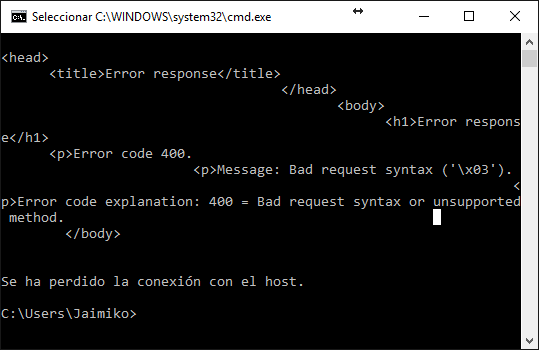 Seleccionar C:\WINDOWS\system32\cmd.exe
<head>
<title>Error response</title>
</head>
<body>
<h1>Error respons
e</h1>
<p>Error code 400.
<p>Message: Bad request syntax ('\x03').
<
p>Error code explanation: 400 = Bad request syntax or unsupported
method.
</body>
Se ha perdido la conexión con el host.
C:\Users\Jaimiko>